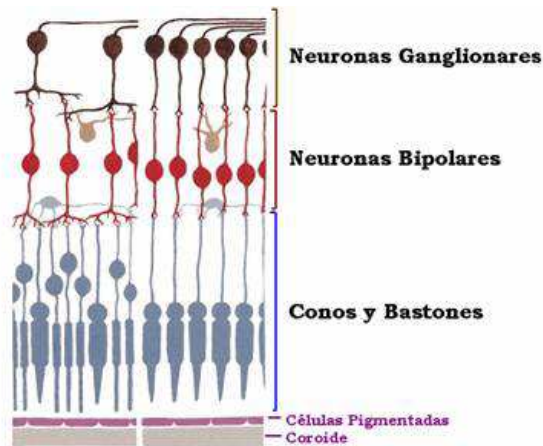 Neuronas Ganglionares
Neuronas Bipolares
Conos y Bastones
Células Pigmentadas
Coroide